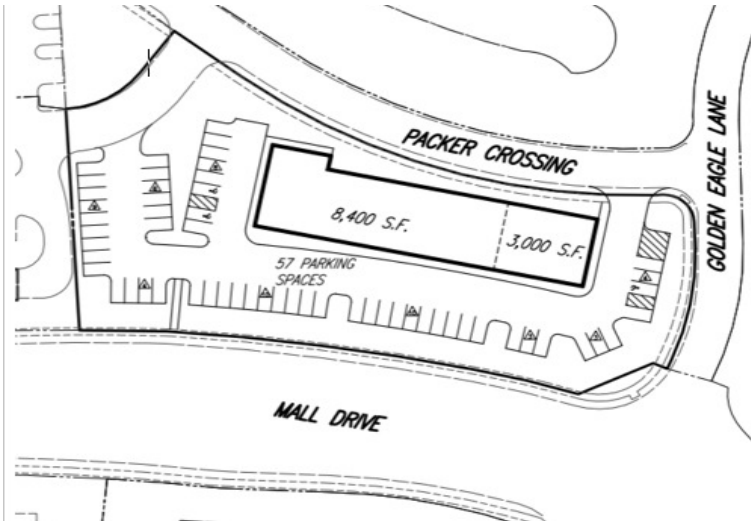 PACKER CROSSING
GOLDEN EAGLE LANE
8,400 S.F.
3,000 S.F.
57 PARKING
SPACES
MALL DRIVE